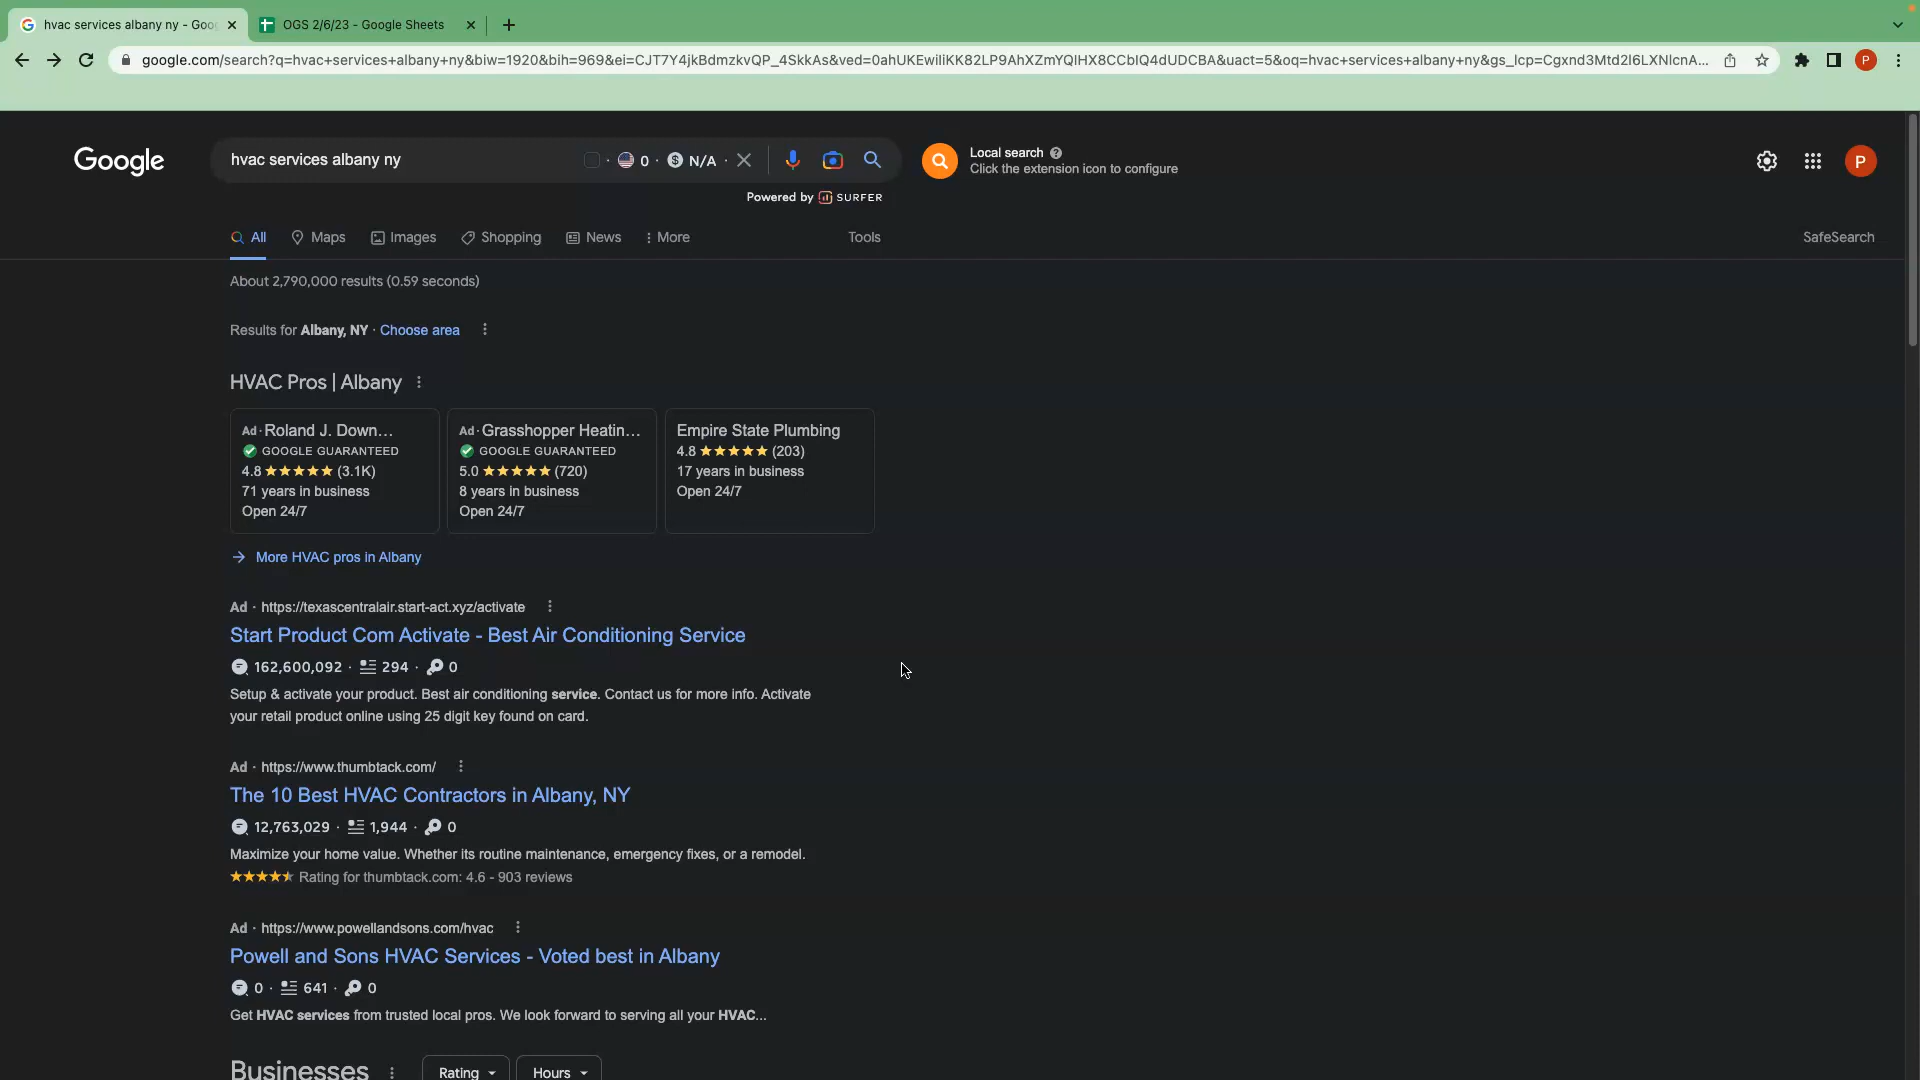 hvac services albany ny - Goo
OGS 2/6/23 - Google Sheets
google.com/search?q=hvac+services+albany+ny&biw=1920&bih=969&ei=CJT7Y4jkBdmzkvQP_4SkkAs&ved=0ahUKEwiIiKK82LP9AhXZmYQIHX8CCbIQ4dUDCBA&uact=5&oq=hvac+services+albany+ny&gs_lcp=Cgxnd3Mtd2l6LXNlcnA...
P
Google
hvac services albany ny
0 · N/A ·
Local search
Click the extension icon to configure
P
Powered by SURFER
All
Maps
Images
Shopping
News
More
Tools
SafeSearch
About 2,790,000 results (0.59 seconds)
Results for Albany, NY · Choose area
HVAC Pros | Albany
Ad · Roland J. Down...
GOOGLE GUARANTEED
4.8 ★★★★★ (3.1K)
71 years in business
Open 24/7
Ad · Grasshopper Heatin...
GOOGLE GUARANTEED
5.0 ★★★★★ (720)
8 years in business
Open 24/7
Empire State Plumbing
4.8 ★★★★★ (203)
17 years in business
Open 24/7
More HVAC pros in Albany
Ad · https://texascentralair.start-act.xyz/activate
Start Product Com Activate - Best Air Conditioning Service
162,600,092 · 294 · 0
Setup & activate your product. Best air conditioning service. Contact us for more info. Activate
your retail product online using 25 digit key found on card.
Ad · https://www.thumbtack.com/
The 10 Best HVAC Contractors in Albany, NY
12,763,029 · 1,944 · 0
Maximize your home value. Whether its routine maintenance, emergency fixes, or a remodel.
Rating for thumbtack.com: 4.6 - 903 reviews
Ad · https://www.powellandsons.com/hvac
Powell and Sons HVAC Services - Voted best in Albany
0 · 641 · 0
Get HVAC services from trusted local pros. We look forward to serving all your HVAC...
Businesses
Rating
Hours